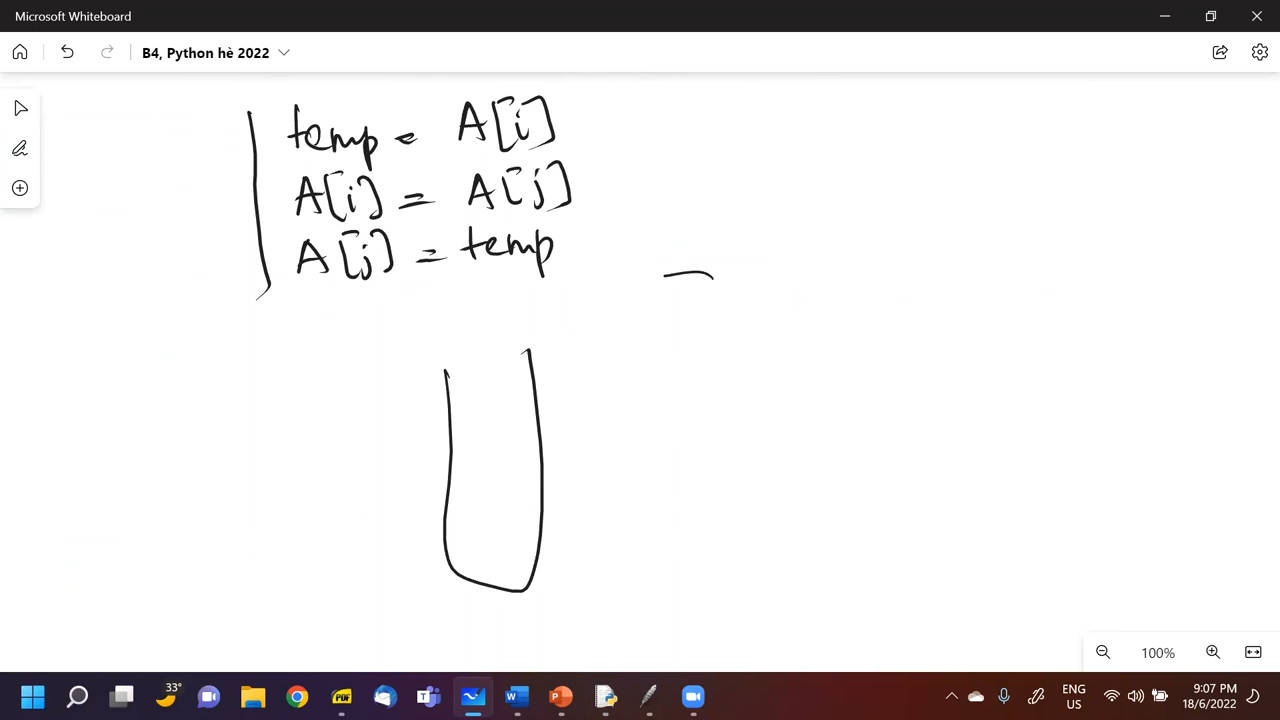 Microsoft Whiteboard
B4, Python hè 2022
temp = A[i]
A[i] = A[j]
A[j] = temp
100%
33°
ENG
US
9:07 PM
18/6/2022